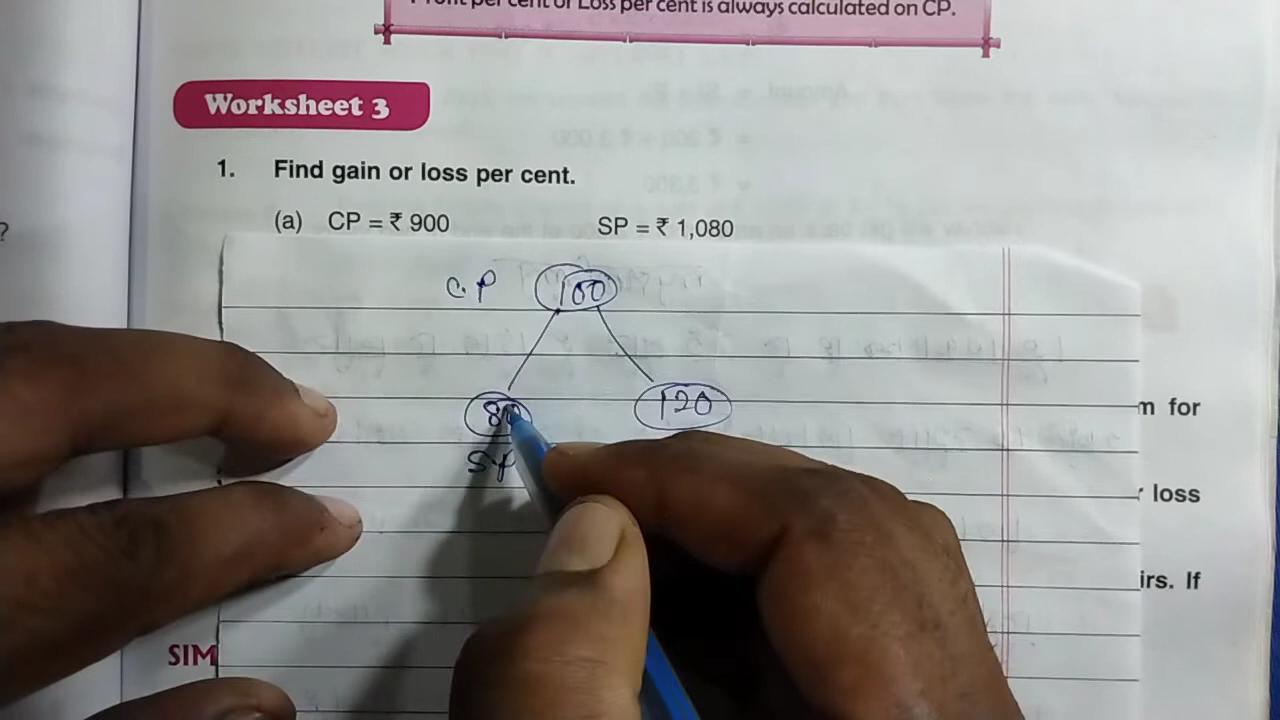 per cent or Loss per cent is always calculated on CP.
Worksheet 3
1. Find gain or loss per cent.
(a) CP = ₹ 900 SP = ₹ 1,080
C.P 100
80 120
SP
m for
loss
irs. If
SIM
?